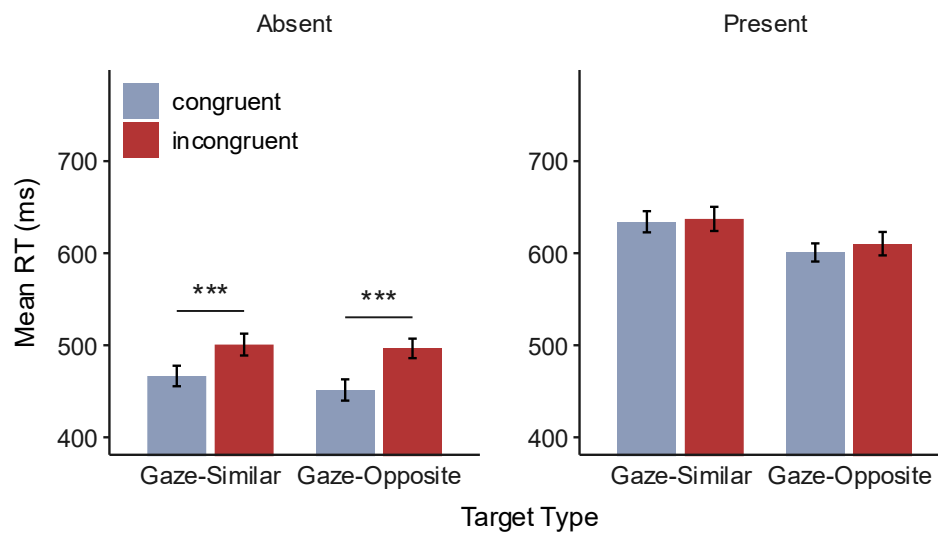 Absent
Present
congruent
incongruent
Mean RT (ms)
700
600
500
400
***
***
Gaze-Similar
Gaze-Opposite
700
600
500
400
Gaze-Similar
Gaze-Opposite
Target Type